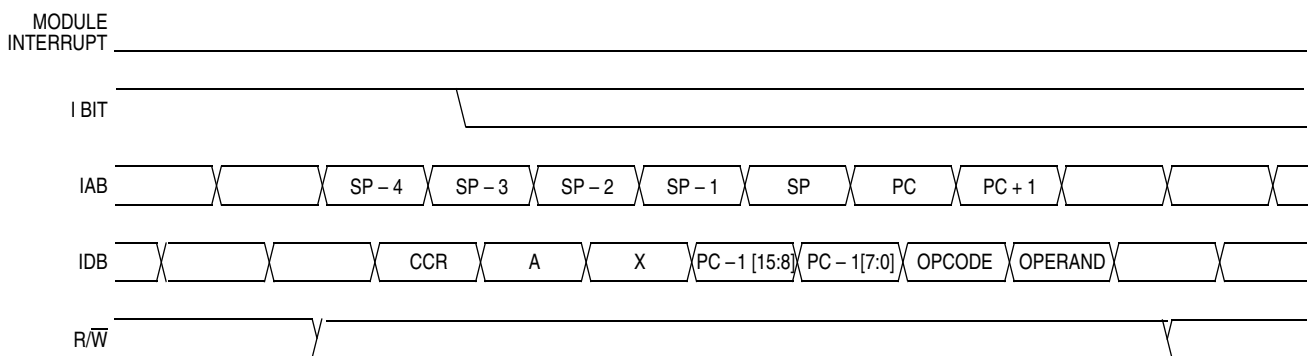 MODULE
INTERRUPT
I BIT
IAB SP – 4 SP – 3 SP – 2 SP – 1 SP PC PC + 1
IDB CCR A X PC –1 [15:8] PC – 1[7:0] OPCODE OPERAND
R/W